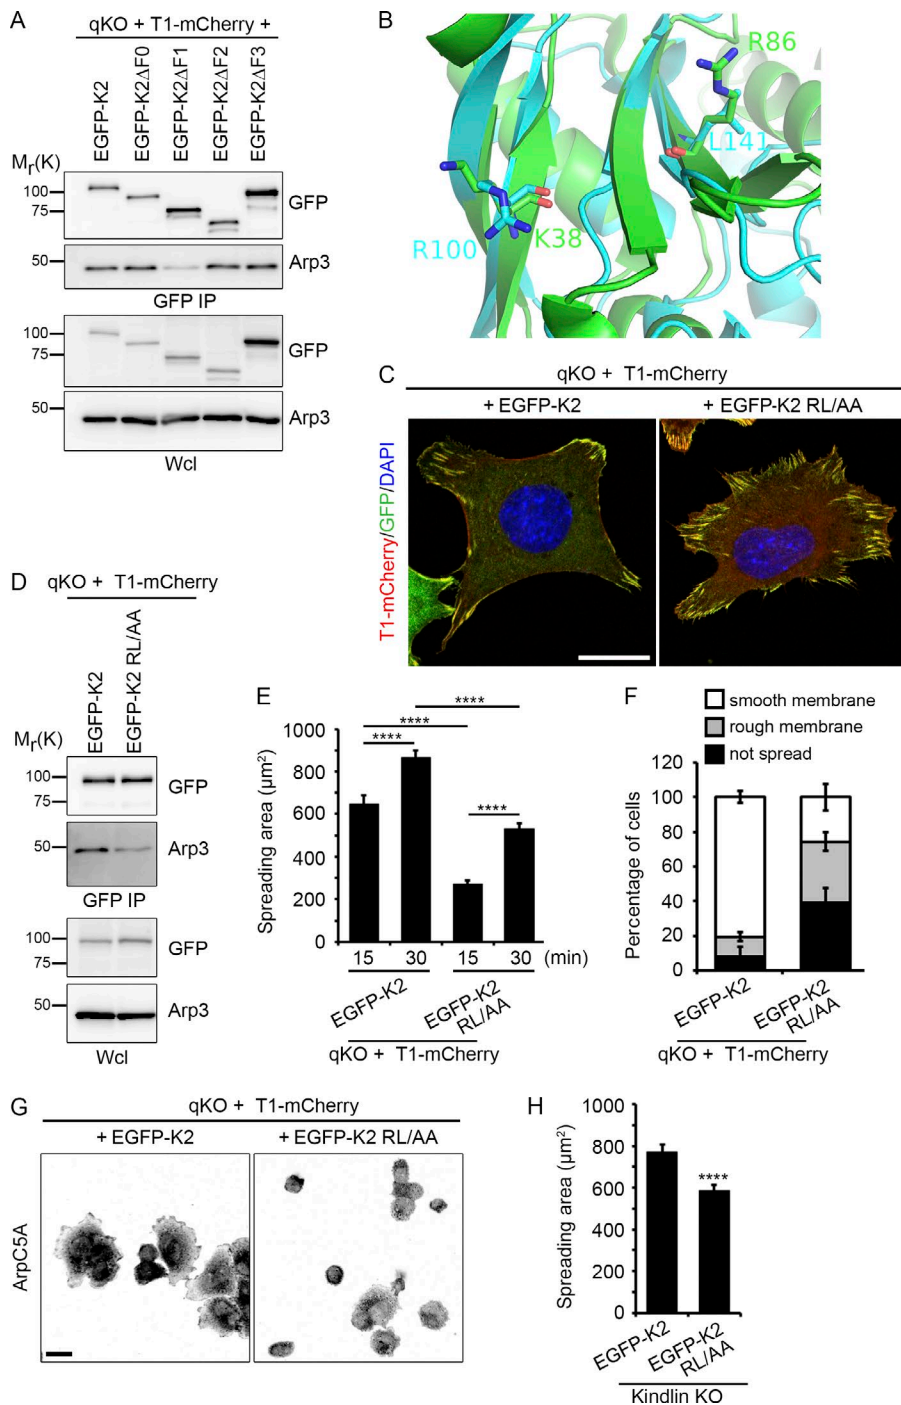 A
qKO + T1-mCherry +
EGFP-K2
EGFP-K2ΔF0
EGFP-K2ΔF1
EGFP-K2ΔF2
EGFP-K2ΔF3
Mr(K)
100
75
GFP
50
Arp3
GFP IP
100
75
GFP
50
Arp3
Wcl
B
R86
L141
R100
K38
C
qKO + T1-mCherry
+ EGFP-K2
+ EGFP-K2 RL/AA
T1-mCherry/GFP/DAPI
D
qKO + T1-mCherry
EGFP-K2
EGFP-K2 RL/AA
Mr(K)
100
75
GFP
50
Arp3
GFP IP
100
75
GFP
50
Arp3
Wcl
E
Spreading area (µm²)
1000
800
600
400
200
0
****
****
****
****
15
30
15
30
(min)
EGFP-K2
EGFP-K2
RL/AA
qKO + T1-mCherry
F
smooth membrane
rough membrane
not spread
Percentage of cells
100
80
60
40
20
0
EGFP-K2
EGFP-K2
RL/AA
qKO + T1-mCherry
G
qKO + T1-mCherry
+ EGFP-K2
+ EGFP-K2 RL/AA
ArpC5A
H
Spreading area (µm²)
1000
800
600
400
200
0
****
EGFP-K2
EGFP-K2
RL/AA
Kindlin KO